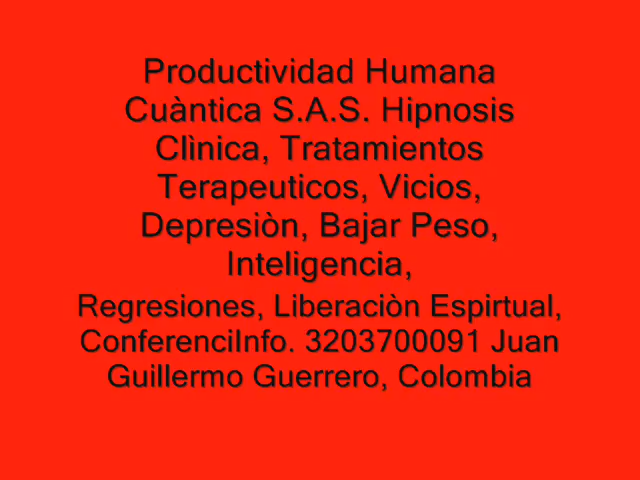 Productividad Humana
Cuàntica S.A.S. Hipnosis
Clìnica, Tratamientos
Terapeuticos, Vicios,
Depresiòn, Bajar Peso,
Inteligencia,
Regresiones, Liberaciòn Espirtual,
ConferenciInfo. 3203700091 Juan
Guillermo Guerrero, Colombia